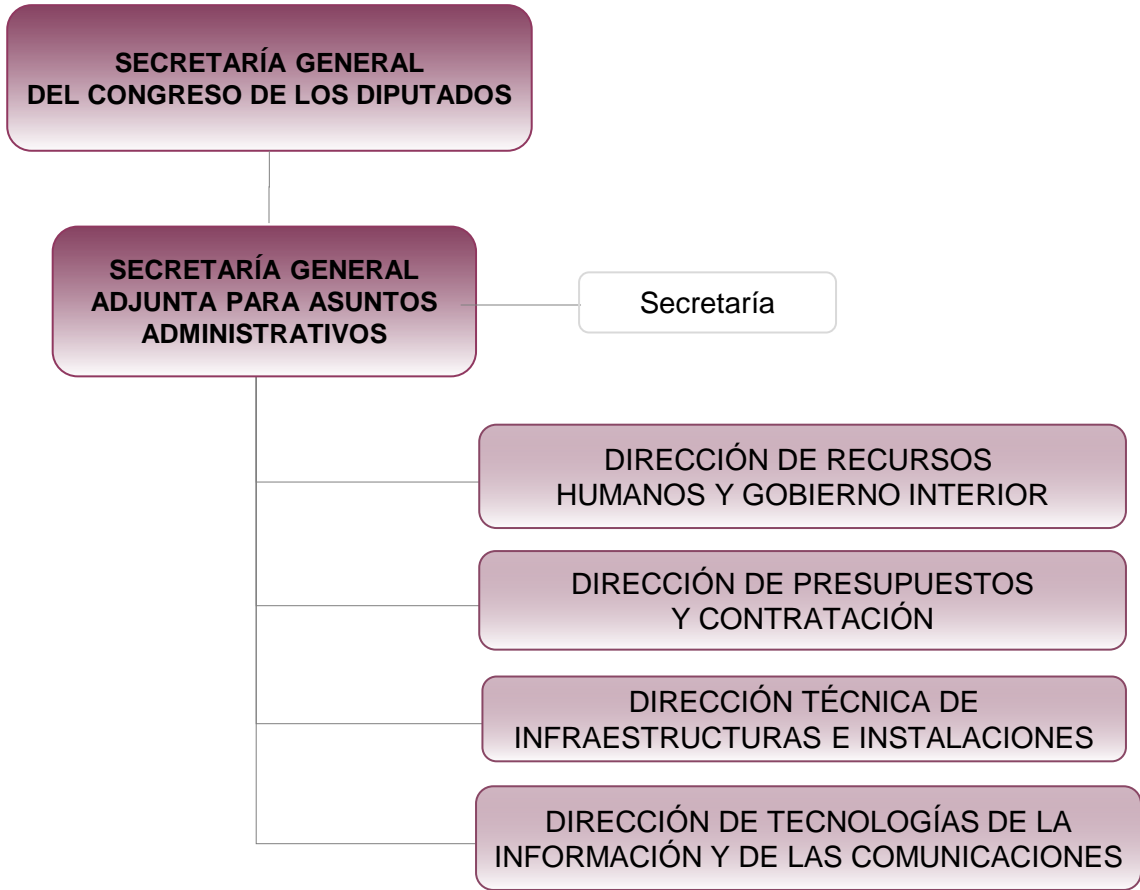 SECRETARÍA GENERAL
DEL CONGRESO DE LOS DIPUTADOS
SECRETARÍA GENERAL
ADJUNTA PARA ASUNTOS
ADMINISTRATIVOS
Secretaría
DIRECCIÓN DE RECURSOS
HUMANOS Y GOBIERNO INTERIOR
DIRECCIÓN DE PRESUPUESTOS
Y CONTRATACIÓN
DIRECCIÓN TÉCNICA DE
INFRAESTRUCTURAS E INSTALACIONES
DIRECCIÓN DE TECNOLOGÍAS DE LA
INFORMACIÓN Y DE LAS COMUNICACIONES